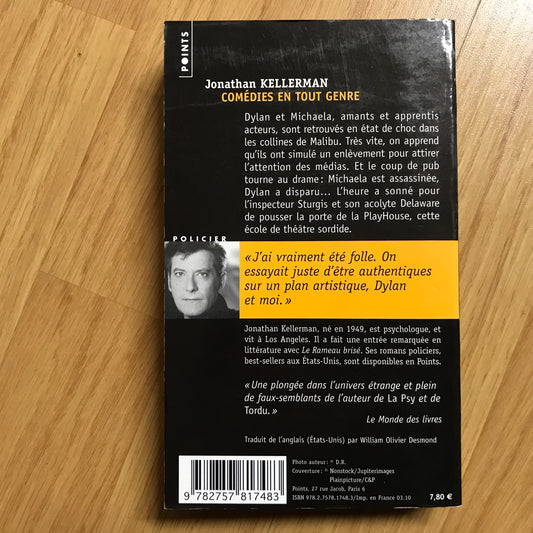 POINTS
Jonathan KELLERMAN
COMÉDIES EN TOUT GENRE
Dylan et Michaela, amants et apprentis
acteurs, sont retrouvés en état de choc dans
les collines de Malibu. Très vite, on apprend
qu'ils ont simulé un enlèvement pour attirer
l'attention des médias. Et le coup de pub
tourne au drame : Michaela est assassinée,
Dylan a disparu... L'heure a sonné pour
l'inspecteur Sturgis et son acolyte Delaware
de pousser la porte de la PlayHouse, cette
école de théâtre sordide.
POLICIER
« J'ai vraiment été folle. On
essayait juste d'être authentiques
sur un plan artistique, Dylan
et moi. »
Jonathan Kellerman, né en 1949, est psychologue, et
vit à Los Angeles. Il a fait une entrée remarquée en
littérature avec Le Rameau brisé. Ses romans policiers,
best-sellers aux États-Unis, sont disponibles en Points.
« Une plongée dans l'univers étrange et plein
de faux-semblants de l'auteur de La Psy et de
Tordu. »
Le Monde des livres
Traduit de l'anglais (États-Unis) par William Olivier Desmond
Photo auteur : © D.R.
Couverture : © Nonstock/Jupiterimages
Plainpicture/C&P
Points, 27 rue Jacob, Paris 6
ISBN 978.2.7578.1748.3/Imp. en France 03.10
7,80 €
9 782757 817483